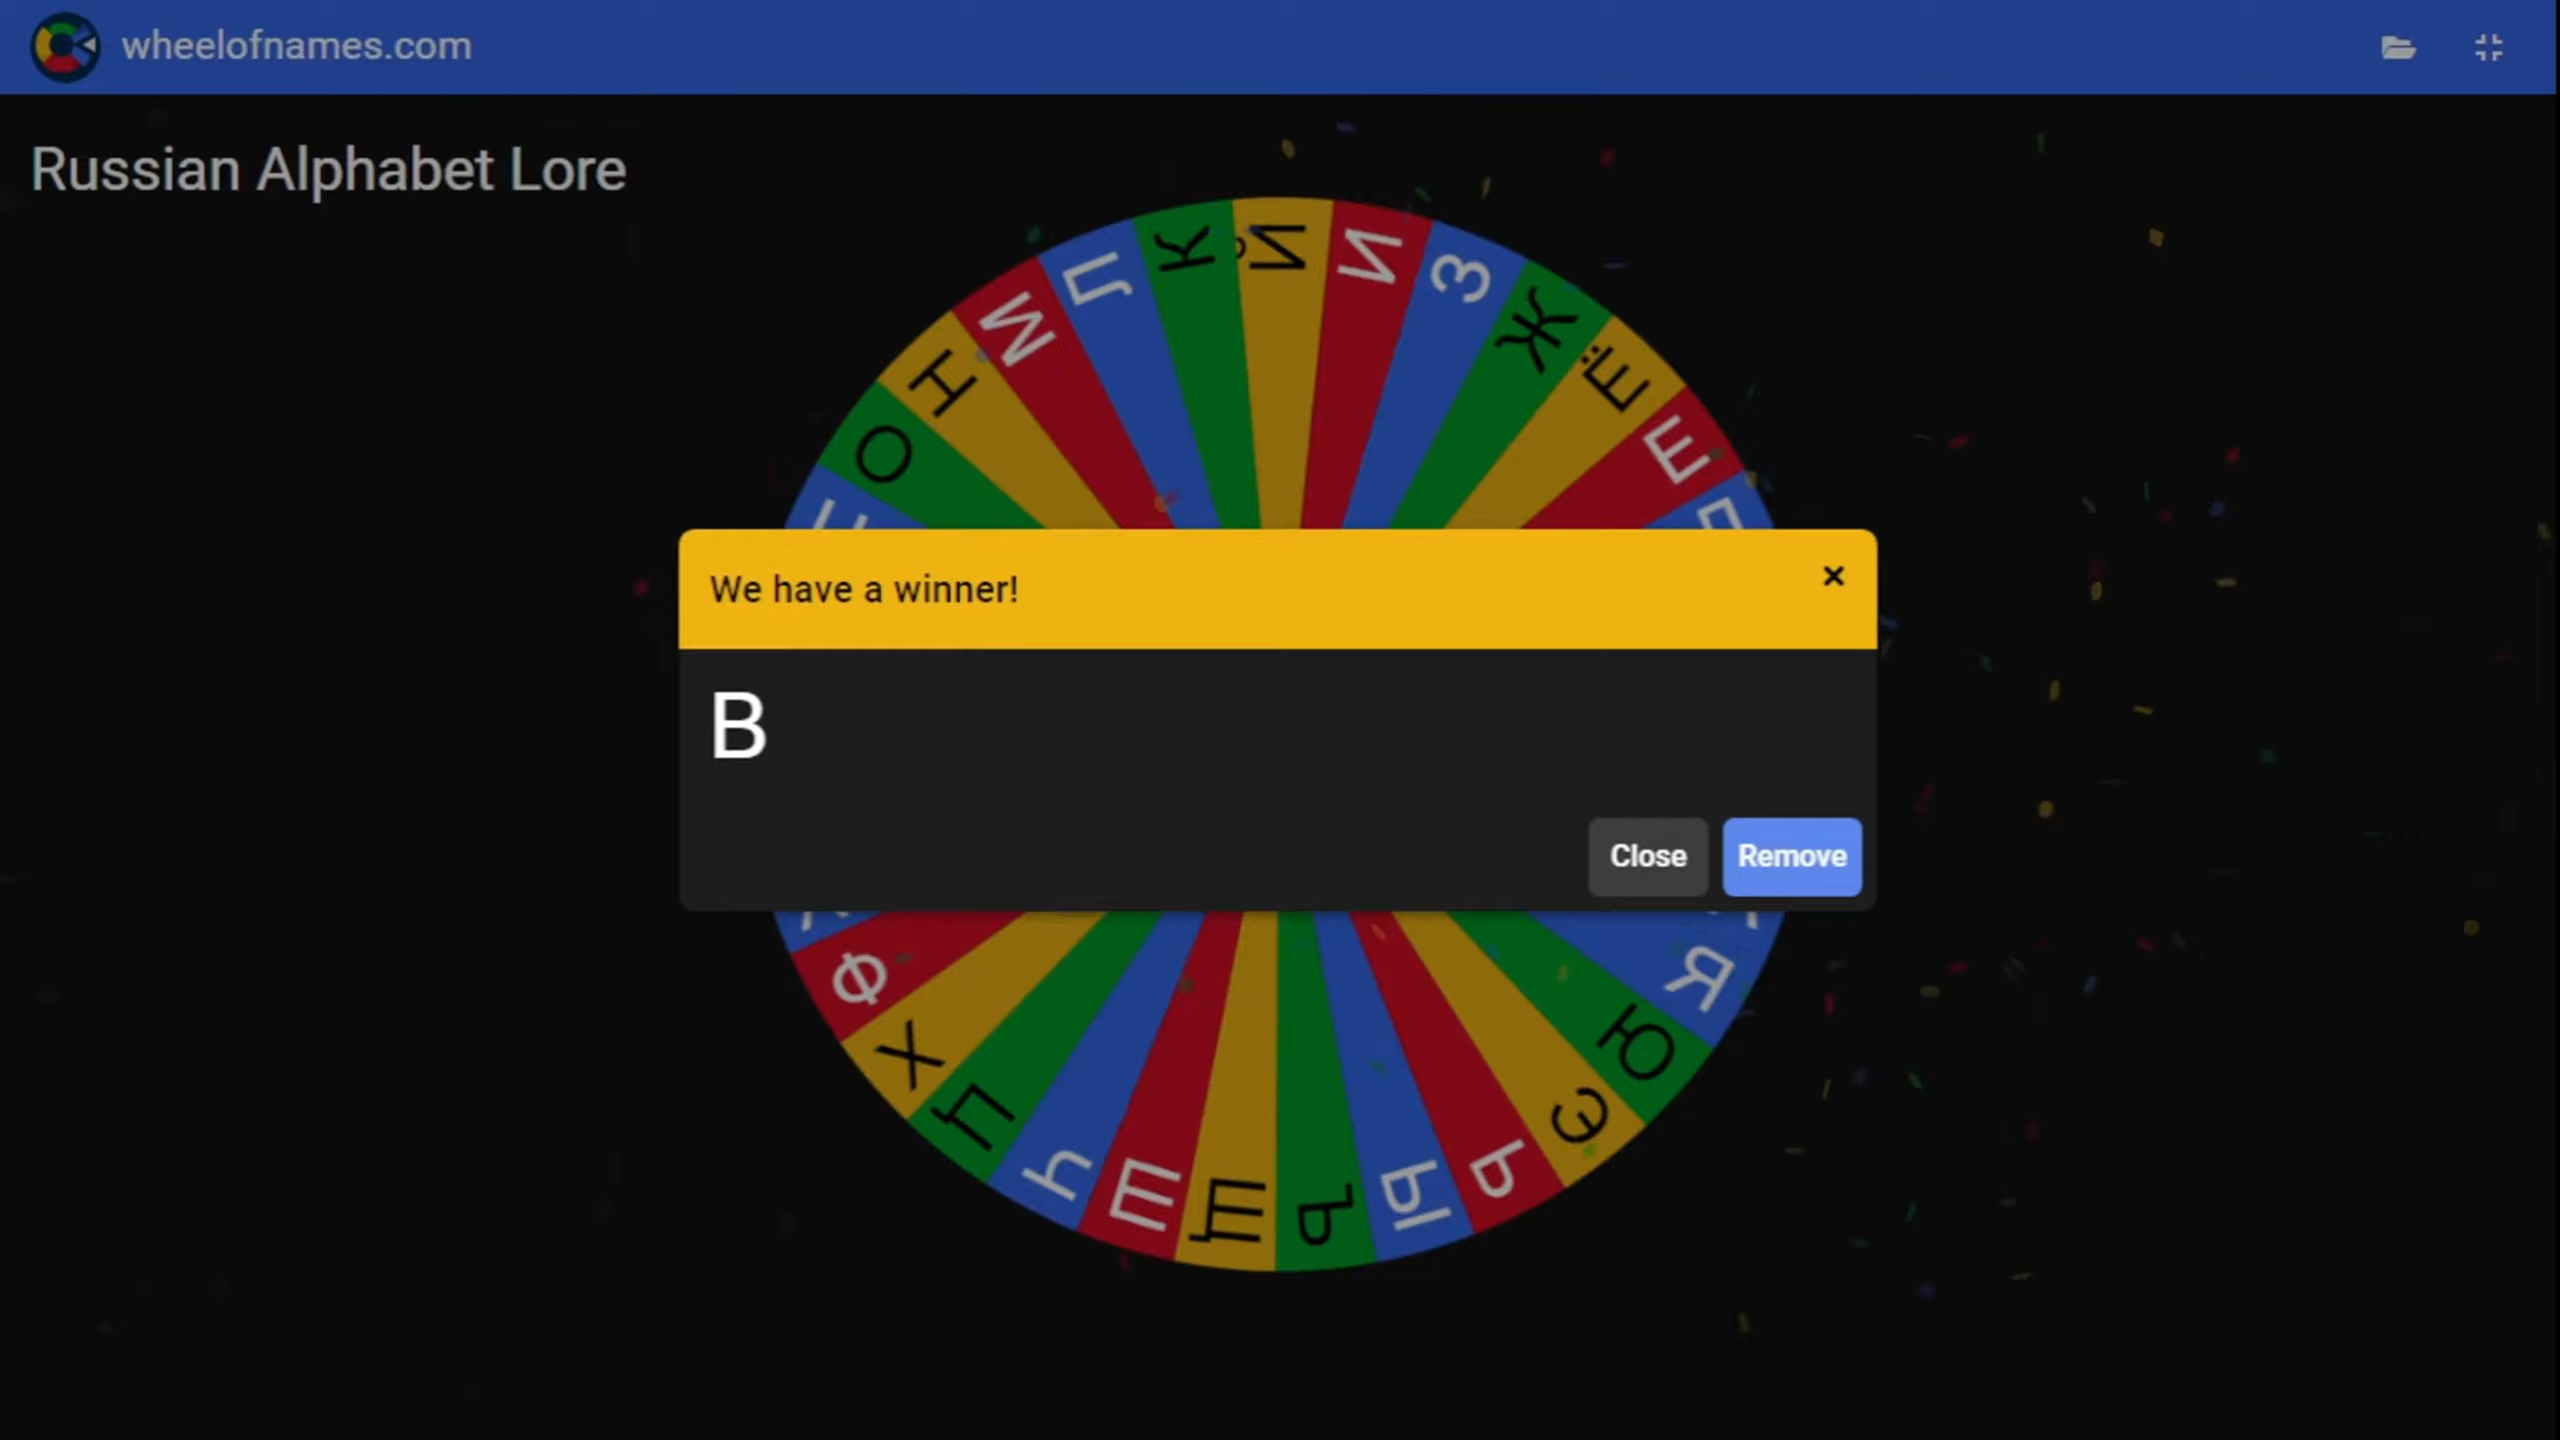 wheelofnames.com
Russian Alphabet Lore
К
Й
И
З
Л
Ж
М
Ё
Н
Е
О
We have a winner!
В
Close
Remove
Ф
Я
Х
Ю
Ц
Э
Ч
Ь
Ш
Щ
Ъ
Ы